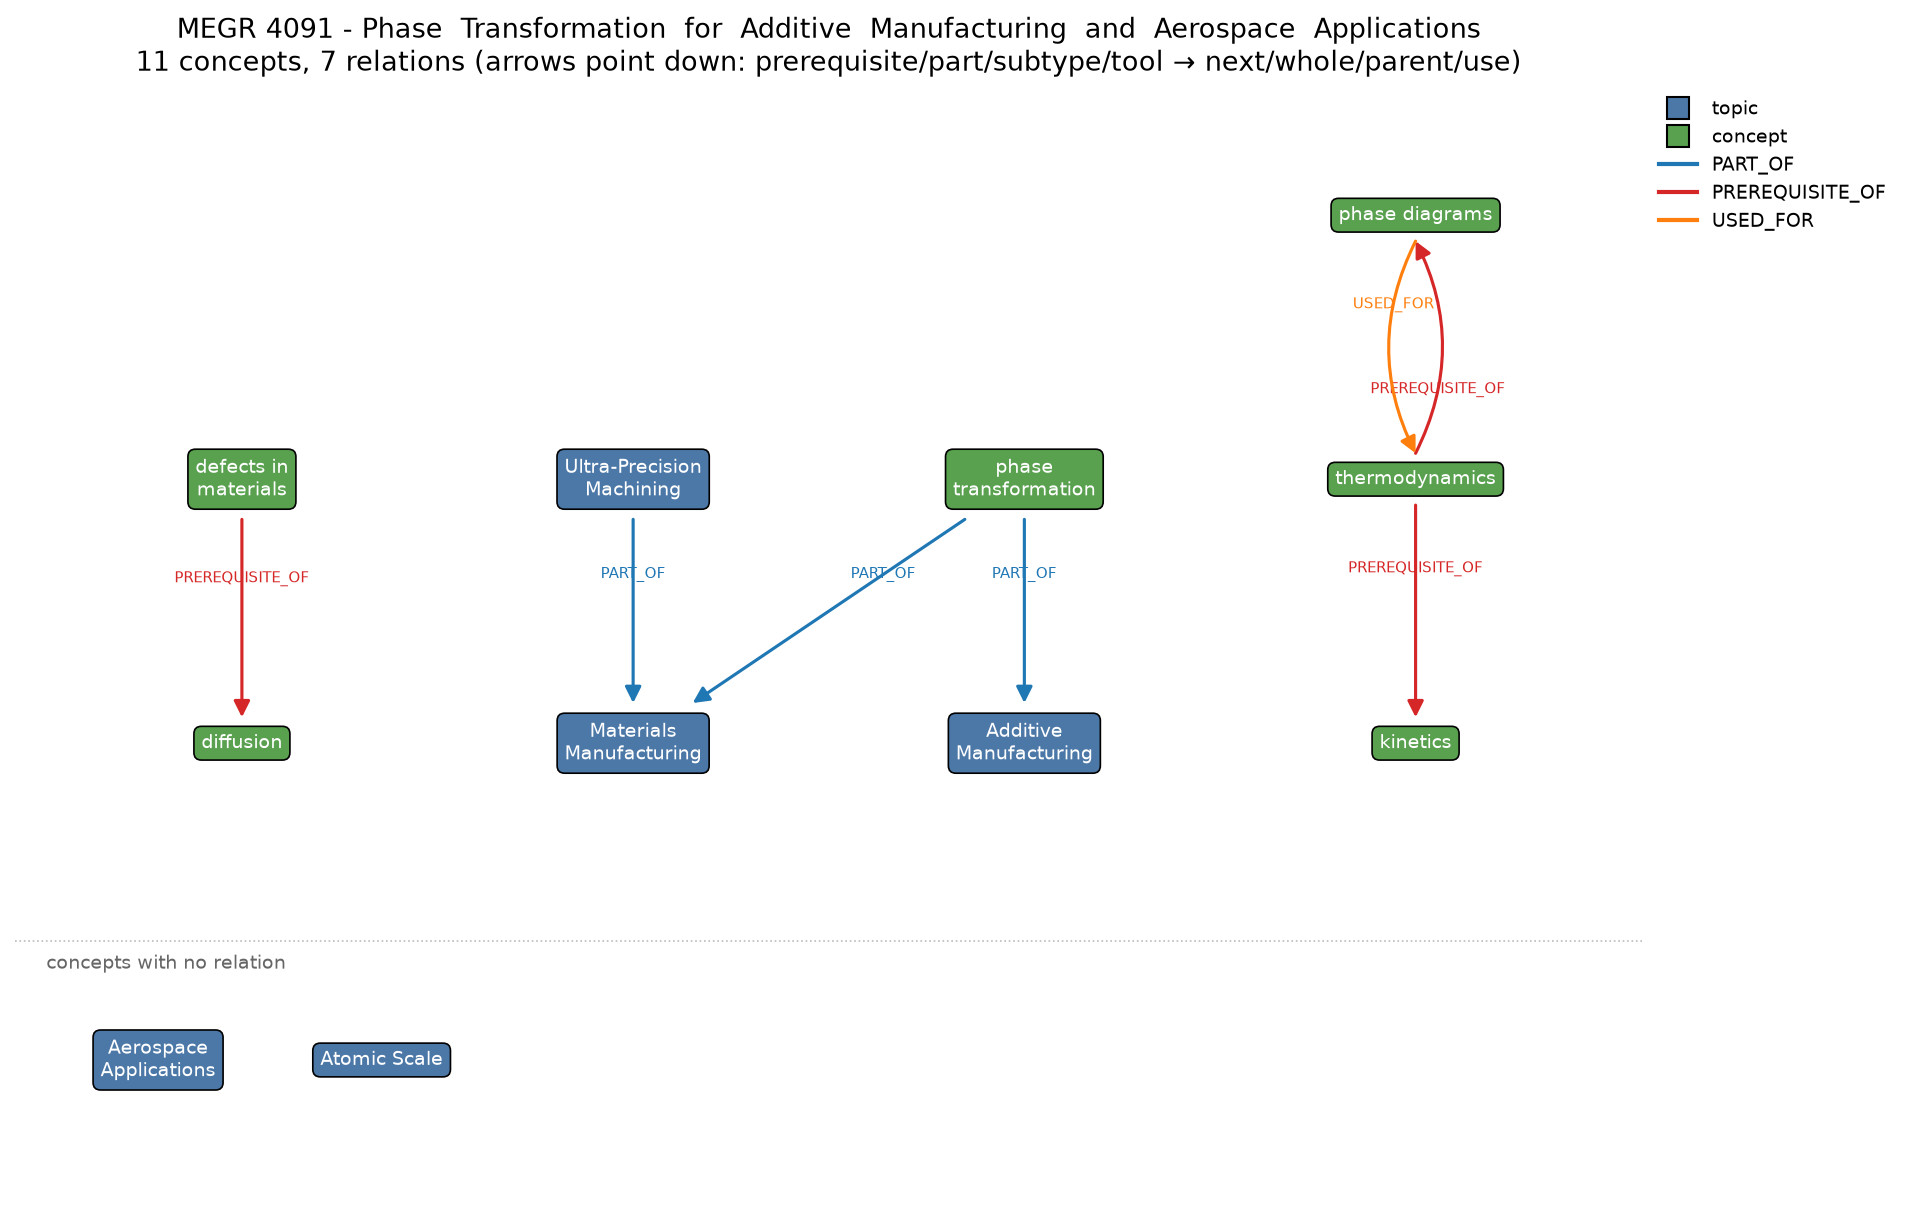 MEGR 4091 - Phase Transformation for Additive Manufacturing and Aerospace Applications
11 concepts, 7 relations (arrows point down: prerequisite/part/subtype/tool → next/whole/parent/use)
topic
concept
PART_OF
PREREQUISITE_OF
USED_FOR
phase diagrams
USED_FOR
PREREQUISITE_OF
defects in
materials
Ultra-Precision
Machining
phase
transformation
thermodynamics
PREREQUISITE_OF
PART_OF
PART_OF
PART_OF
PREREQUISITE_OF
diffusion
Materials
Manufacturing
Additive
Manufacturing
kinetics
concepts with no relation
Aerospace
Applications
Atomic Scale